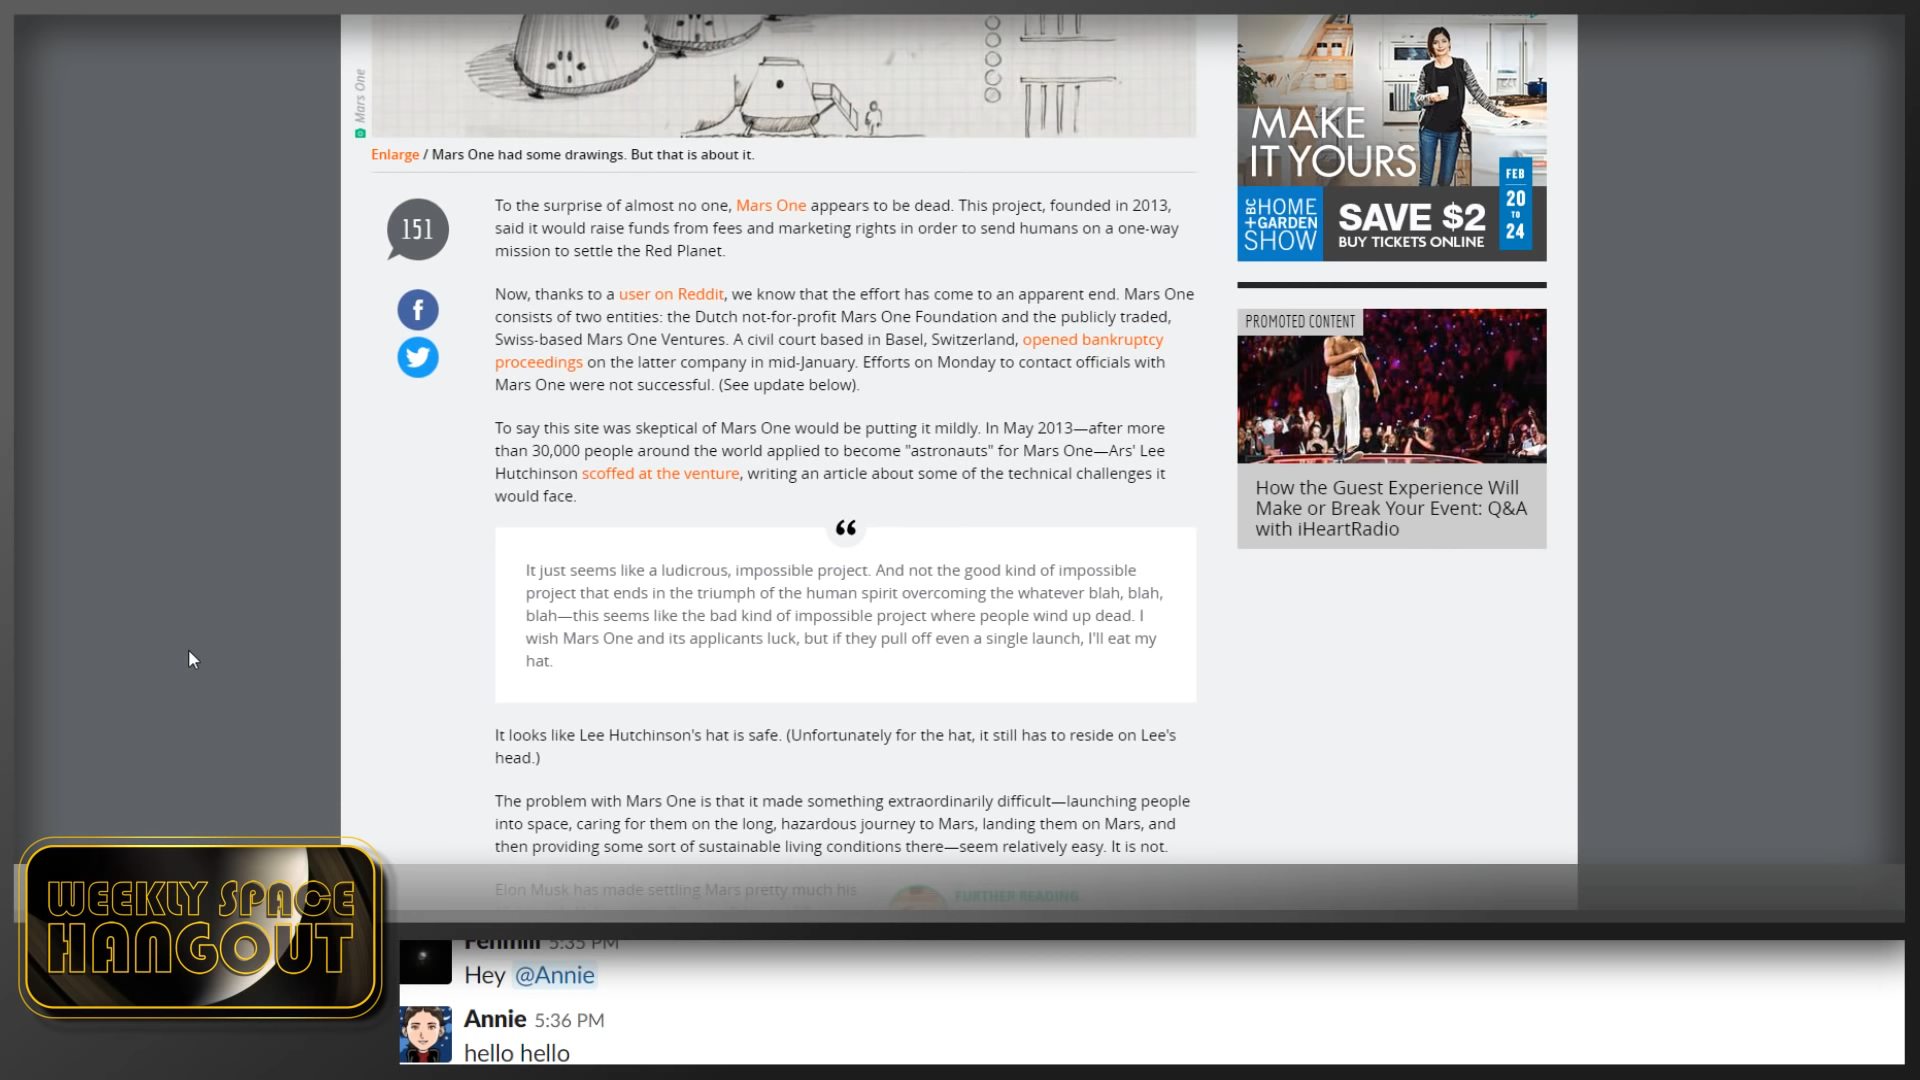 Mars One
Enlarge / Mars One had some drawings. But that is about it.
151
To the surprise of almost no one, Mars One appears to be dead. This project, founded in 2013,
said it would raise funds from fees and marketing rights in order to send humans on a one-way
mission to settle the Red Planet.
Now, thanks to a user on Reddit, we know that the effort has come to an apparent end. Mars One
consists of two entities: the Dutch not-for-profit Mars One Foundation and the publicly traded,
Swiss-based Mars One Ventures. A civil court based in Basel, Switzerland, opened bankruptcy
proceedings on the latter company in mid-January. Efforts on Monday to contact officials with
Mars One were not successful. (See update below).
To say this site was skeptical of Mars One would be putting it mildly. In May 2013—after more
than 30,000 people around the world applied to become "astronauts" for Mars One—Ars' Lee
Hutchinson scoffed at the venture, writing an article about some of the technical challenges it
would face.
“
It just seems like a ludicrous, impossible project. And not the good kind of impossible
project that ends in the triumph of the human spirit overcoming the whatever blah, blah,
blah—this seems like the bad kind of impossible project where people wind up dead. I
wish Mars One and its applicants luck, but if they pull off even a single launch, I'll eat my
hat.
It looks like Lee Hutchinson's hat is safe. (Unfortunately for the hat, it still has to reside on Lee's
head.)
The problem with Mars One is that it made something extraordinarily difficult—launching people
into space, caring for them on the long, hazardous journey to Mars, landing them on Mars, and
then providing some sort of sustainable living conditions there—seem relatively easy. It is not.
Elon Musk has made settling Mars pretty much his
FURTHER READING
MAKE
IT YOURS
FEB
20
TO
24
BC HOME
+GARDEN
SHOW
SAVE $2
BUY TICKETS ONLINE
PROMOTED CONTENT
How the Guest Experience Will
Make or Break Your Event: Q&A
with iHeartRadio
WEEKLY SPACE
HANGOUT
5:35 PM
Hey @Annie
Annie 5:36 PM
hello hello